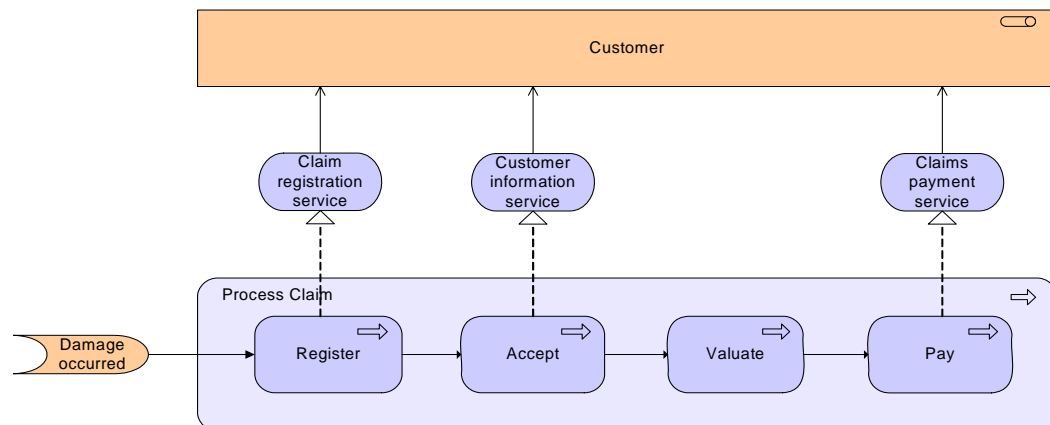 Customer
Claim
registration
service
Customer
information
service
Claims
payment
service
Process Claim
Damage
occurred
Register
Accept
Valuate
Pay